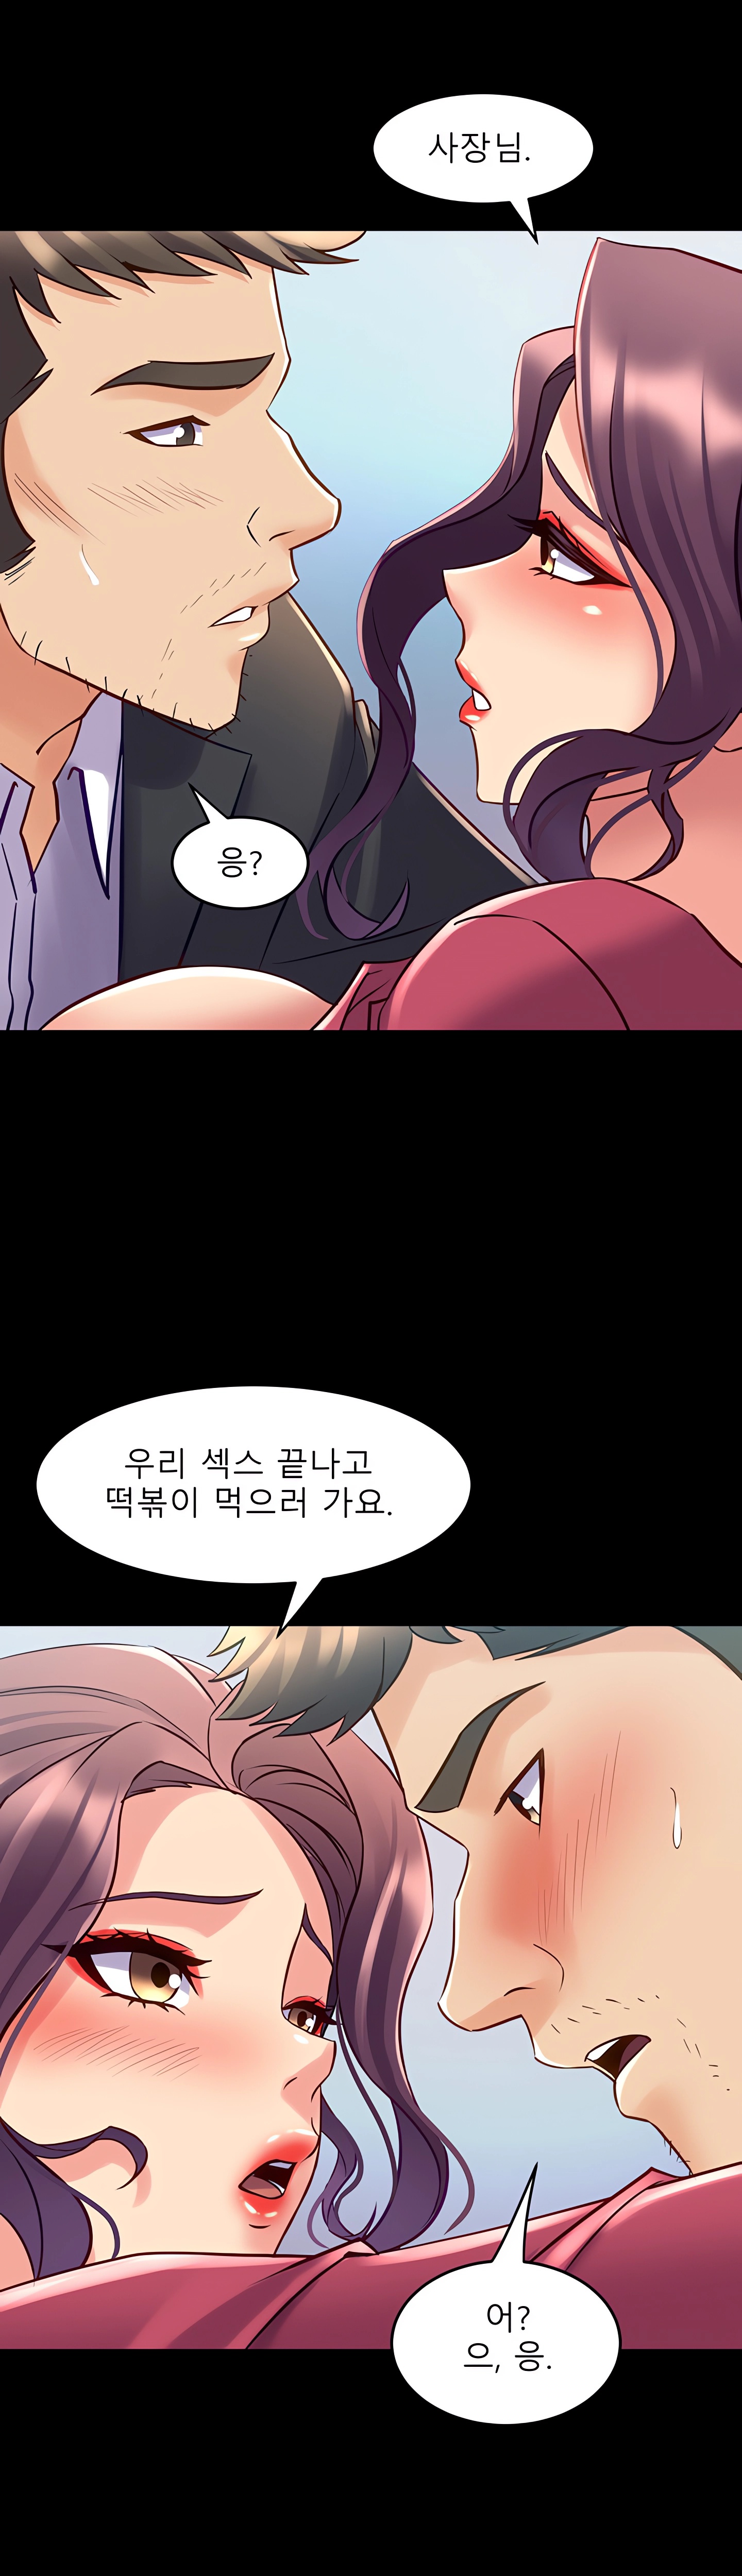 사장님.
응?
우리 섹스 끝나고
떡볶이 먹으러 가요.
어?
으, 응.